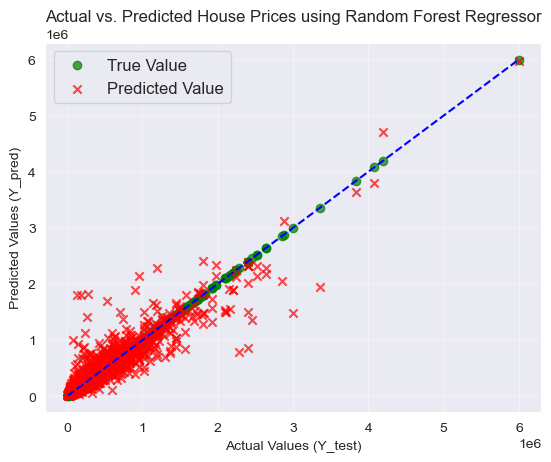 Actual vs. Predicted House Prices using Random Forest Regressor
1e6
True Value
Predicted Value
6
5
4
3
2
1
0
Predicted Values (Y_pred)
0 1 2 3 4 5 6
Actual Values (Y_test)
1e6